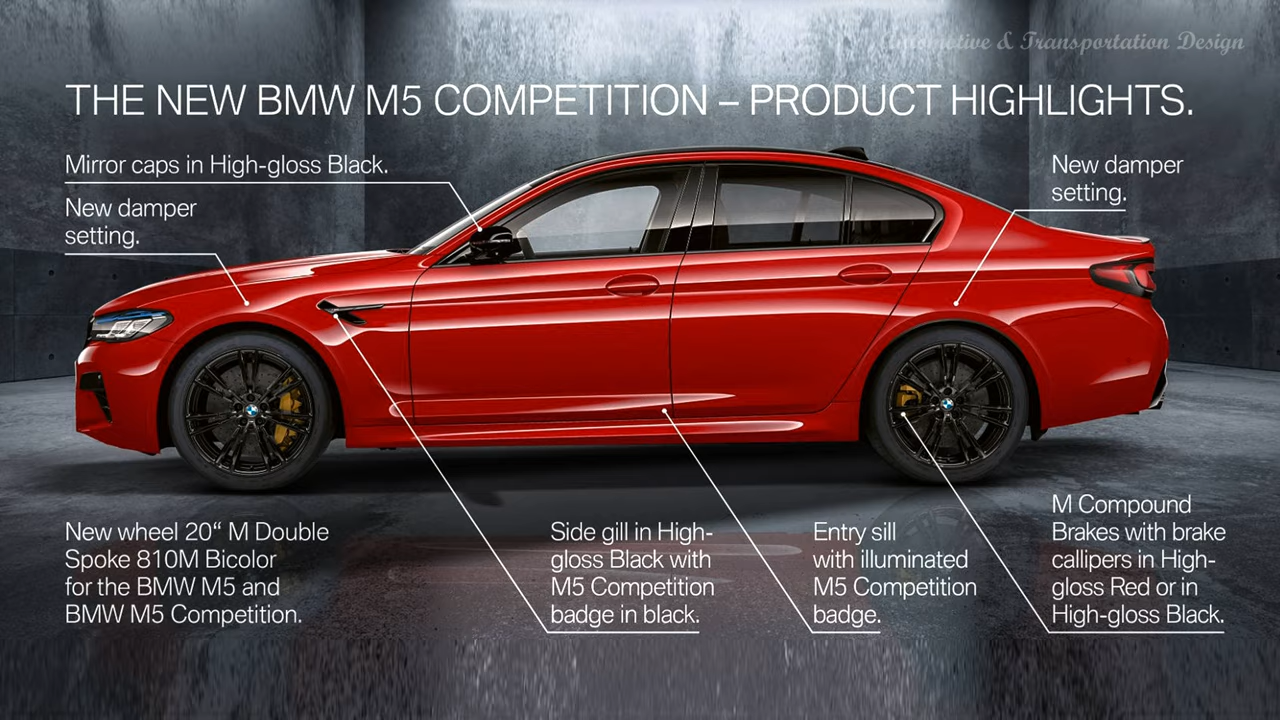 Automotive & Transportation Design
THE NEW BMW M5 COMPETITION – PRODUCT HIGHLIGHTS.
Mirror caps in High-gloss Black.
New damper
setting.
New damper
setting.
New wheel 20“ M Double
Spoke 810M Bicolor
for the BMW M5 and
BMW M5 Competition.
Side gill in High-
gloss Black with
M5 Competition
badge in black.
Entry sill
with illuminated
M5 Competition
badge.
M Compound
Brakes with brake
callipers in High-
gloss Red or in
High-gloss Black.